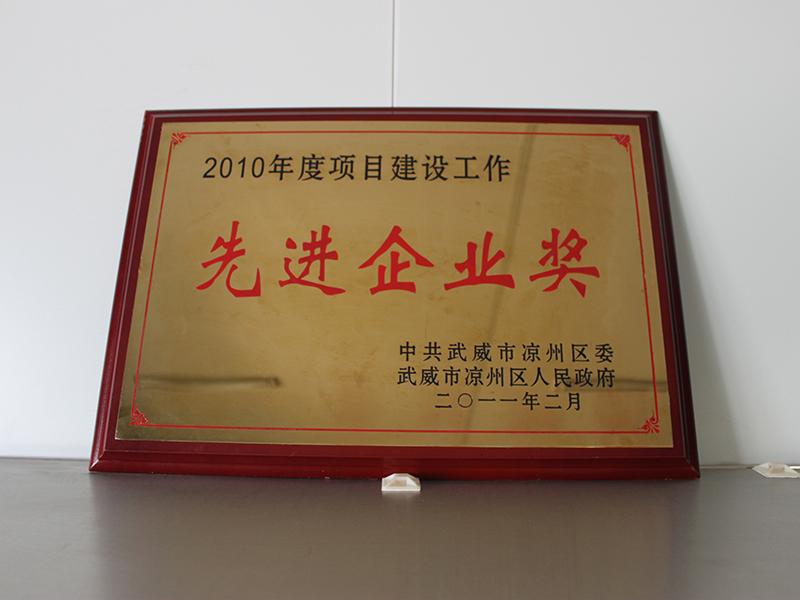 2010年度项目建设工作
先进企业奖
中共武威市凉州区委
武威市凉州区人民政府
二〇一一年二月